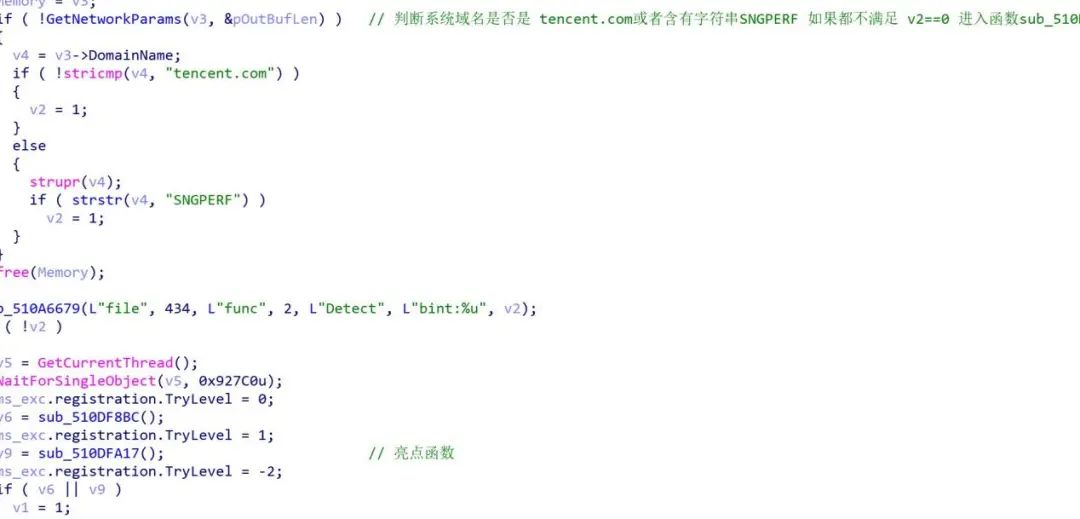 Memory = v3;
if ( !GetNetworkParams(v3, &pOutBufLen) ) // 判断系统域名是否是 tencent.com或者含有字符串SNGPERF 如果都不满足 v2==0 进入函数sub_510
{
v4 = v3->DomainName;
if ( !stricmp(v4, "tencent.com") )
{
v2 = 1;
}
else
{
strupr(v4);
if ( strstr(v4, "SNGPERF") )
v2 = 1;
}
}
free(Memory);
b_510A6679(L"file", 434, L"func", 2, L"Detect", L"bint:%u", v2);
( !v2 )
v5 = GetCurrentThread();
WaitForSingleObject(v5, 0x927C0u);
ms_exc.registration.TryLevel = 0;
v6 = sub_510DF8BC();
ms_exc.registration.TryLevel = 1;
v9 = sub_510DFA17(); // 亮点函数
ms_exc.registration.TryLevel = -2;
if ( v6 || v9 )
v1 = 1;